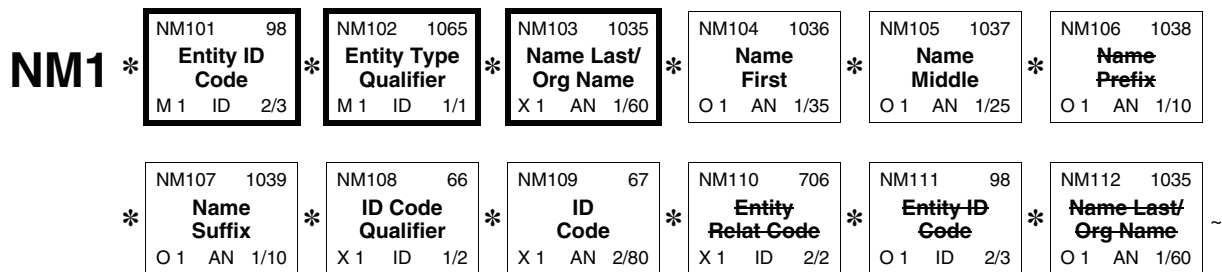 NM101 98 NM102 1065 NM103 1035 NM104 1036 NM105 1037 NM106 1038
NM1 * Entity ID Code * Entity Type Qualifier * Name Last/ Org Name * Name First * Name Middle * Name Prefix
M 1 ID 2/3 M 1 ID 1/1 X 1 AN 1/60 O 1 AN 1/35 O 1 AN 1/25 O 1 AN 1/10
NM107 1039 NM108 66 NM109 67 NM110 706 NM111 98 NM112 1035
* Name Suffix * ID Code Qualifier * ID Code * Entity Relat Code * Entity ID Code * Name Last/ Org Name ~
O 1 AN 1/10 X 1 ID 1/2 X 1 AN 2/80 X 1 ID 2/2 O 1 ID 2/3 O 1 AN 1/60